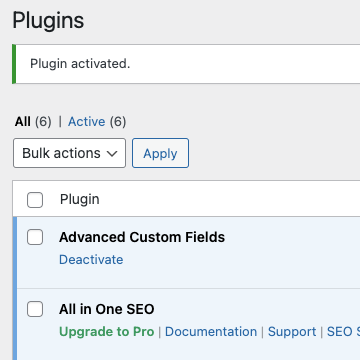 Plugins
Plugin activated.
All (6) | Active (6)
Bulk actions Apply
Plugin
Advanced Custom Fields
Deactivate
All in One SEO
Upgrade to Pro | Documentation | Support | SEO